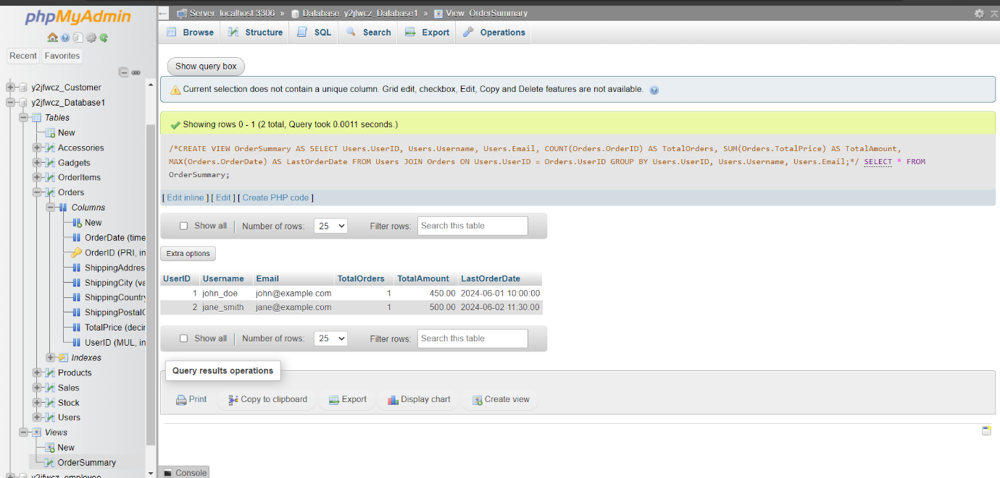 phpMyAdmin
Recent Favorites
y2jfwcz_Customer
y2jfwcz_Database1
Tables
New
Accessories
Gadgets
OrderItems
Orders
Columns
New
OrderDate (time
OrderID (PRI, in
ShippingAddres
ShippingCity (va
ShippingCountry
ShippingPostalC
TotalPrice (decir
UserID (MUL, in
Indexes
Products
Sales
Stock
Users
Views
New
OrderSummary
y2jfwcz_employee
Server: localhost:3306 » Database: y2jfwcz_Database1 » View: OrderSummary
Browse Structure SQL Search Export Operations
Show query box
Current selection does not contain a unique column. Grid edit, checkbox, Edit, Copy and Delete features are not available.
Showing rows 0 - 1 (2 total, Query took 0.0011 seconds.)
/*CREATE VIEW OrderSummary AS SELECT Users.UserID, Users.Username, Users.Email, COUNT(Orders.OrderID) AS TotalOrders, SUM(Orders.TotalPrice) AS TotalAmount,
MAX(Orders.OrderDate) AS LastOrderDate FROM Users JOIN Orders ON Users.UserID = Orders.UserID GROUP BY Users.UserID, Users.Username, Users.Email;*/ SELECT * FROM
OrderSummary;
[ Edit inline ] [ Edit ] [ Create PHP code ]
Show all Number of rows: 25 Filter rows: Search this table
Extra options
UserID Username Email TotalOrders TotalAmount LastOrderDate
1 john_doe john@example.com 1 450.00 2024-06-01 10:00:00
2 jane_smith jane@example.com 1 500.00 2024-06-02 11:30:00
Show all Number of rows: 25 Filter rows: Search this table
Query results operations
Print Copy to clipboard Export Display chart Create view
Console